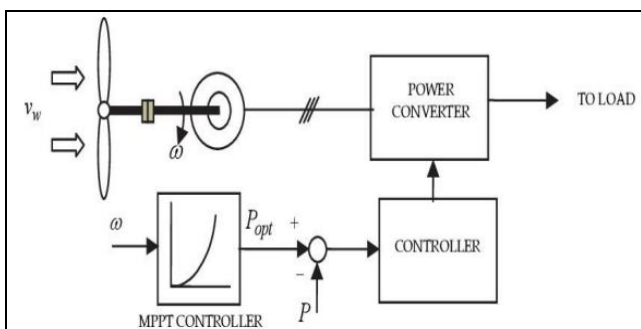 v_w
ω
POWER
CONVERTER
TO LOAD
ω
P_opt
+
−
P
CONTROLLER
MPPT CONTROLLER